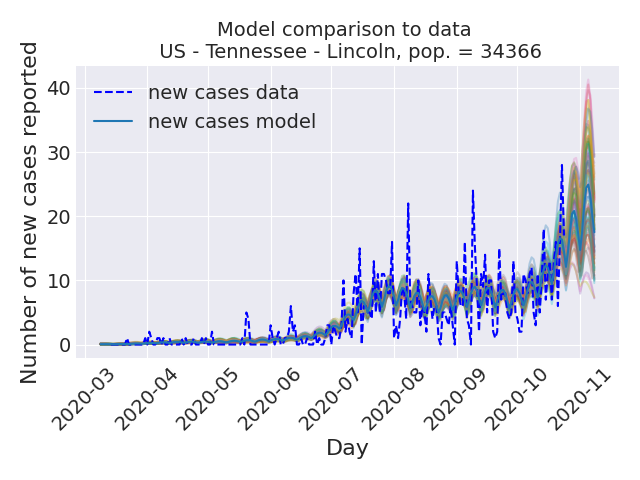 Model comparison to data
US - Tennessee - Lincoln, pop. = 34366
Number of new cases reported
40
30
20
10
0
new cases data
new cases model
2020-03
2020-04
2020-05
2020-06
2020-07
2020-08
2020-09
2020-10
2020-11
Day